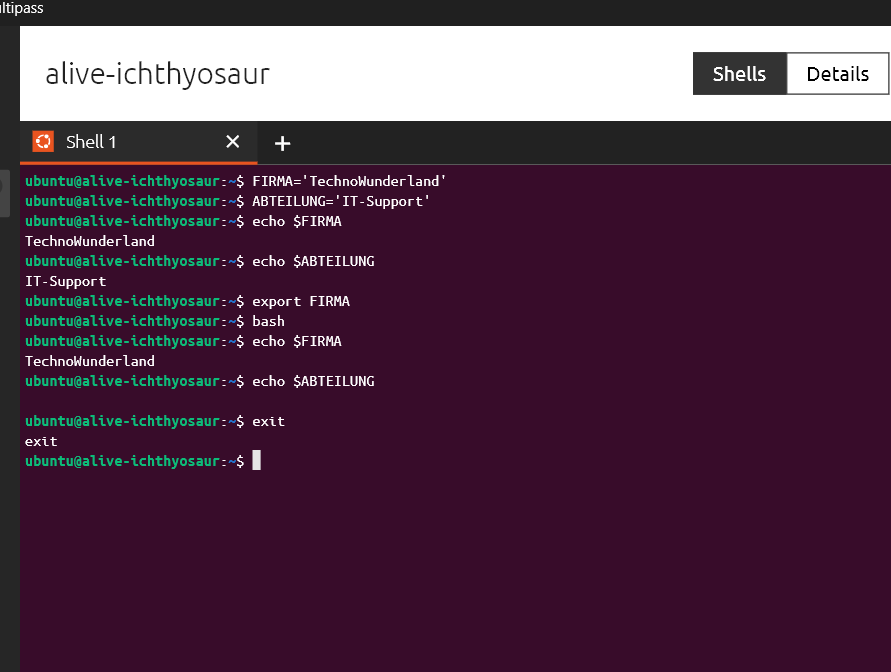 alive-ichthyosaur
Shells Details
Shell 1
ubuntu@alive-ichthyosaur:~$ FIRMA='TechnoWunderland'
ubuntu@alive-ichthyosaur:~$ ABTEILUNG='IT-Support'
ubuntu@alive-ichthyosaur:~$ echo $FIRMA
TechnoWunderland
ubuntu@alive-ichthyosaur:~$ echo $ABTEILUNG
IT-Support
ubuntu@alive-ichthyosaur:~$ export FIRMA
ubuntu@alive-ichthyosaur:~$ bash
ubuntu@alive-ichthyosaur:~$ echo $FIRMA
TechnoWunderland
ubuntu@alive-ichthyosaur:~$ echo $ABTEILUNG
ubuntu@alive-ichthyosaur:~$ exit
exit
ubuntu@alive-ichthyosaur:~$